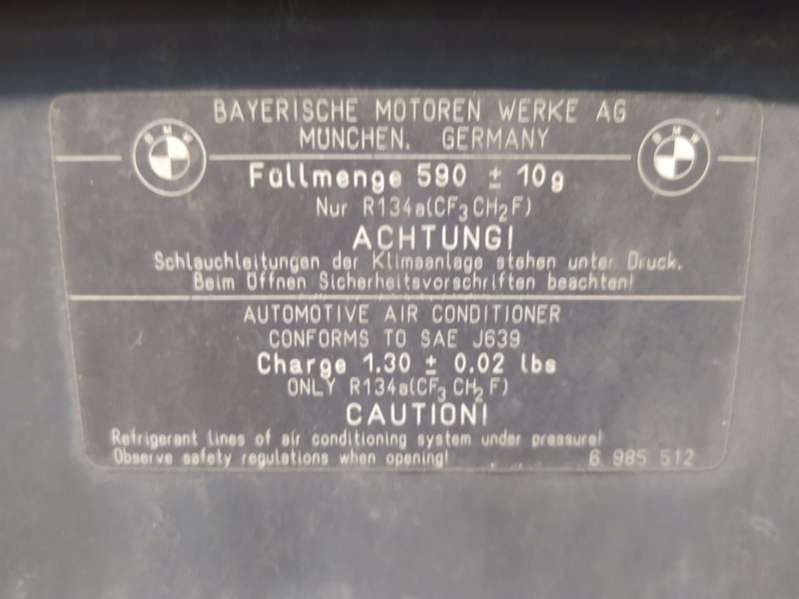 BAYERISCHE MOTOREN WERKE AG
MÜNCHEN. GERMANY
BMW
BMW
Füllmenge 590 ± 10g
Nur R134a(CF₃CH₂F)
ACHTUNG!
Schlauchleitungen der Klimaanlage stehen unter Druck.
Beim Öffnen Sicherheitsvorschriften beachten!
AUTOMOTIVE AIR CONDITIONER
CONFORMS TO SAE J639
Charge 1.30 ± 0.02 lbs
ONLY R134a(CF₃CH₂F)
CAUTION!
Refrigerant lines of air conditioning system under pressure!
Observe safety regulations when opening! 6 985 512